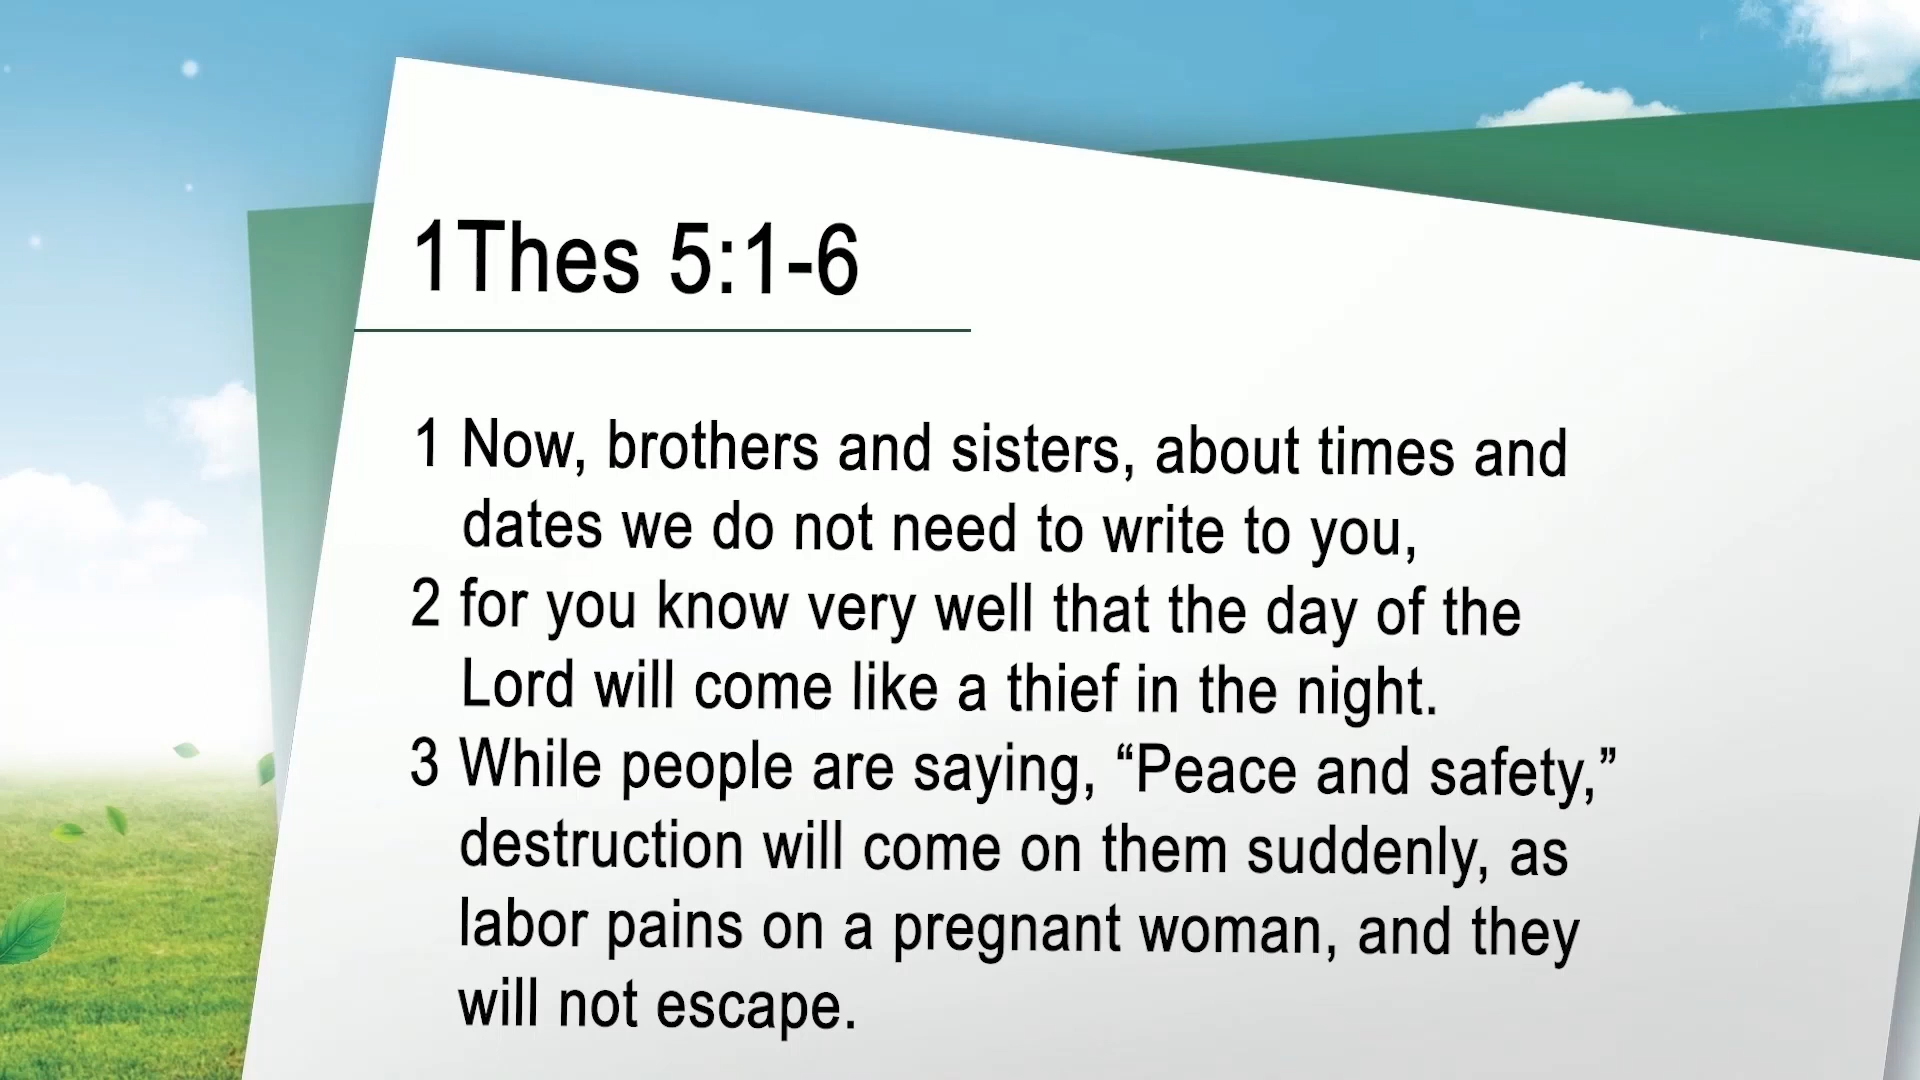 1Thes 5:1-6
1 Now, brothers and sisters, about times and
dates we do not need to write to you,
2 for you know very well that the day of the
Lord will come like a thief in the night.
3 While people are saying, “Peace and safety,”
destruction will come on them suddenly, as
labor pains on a pregnant woman, and they
will not escape.